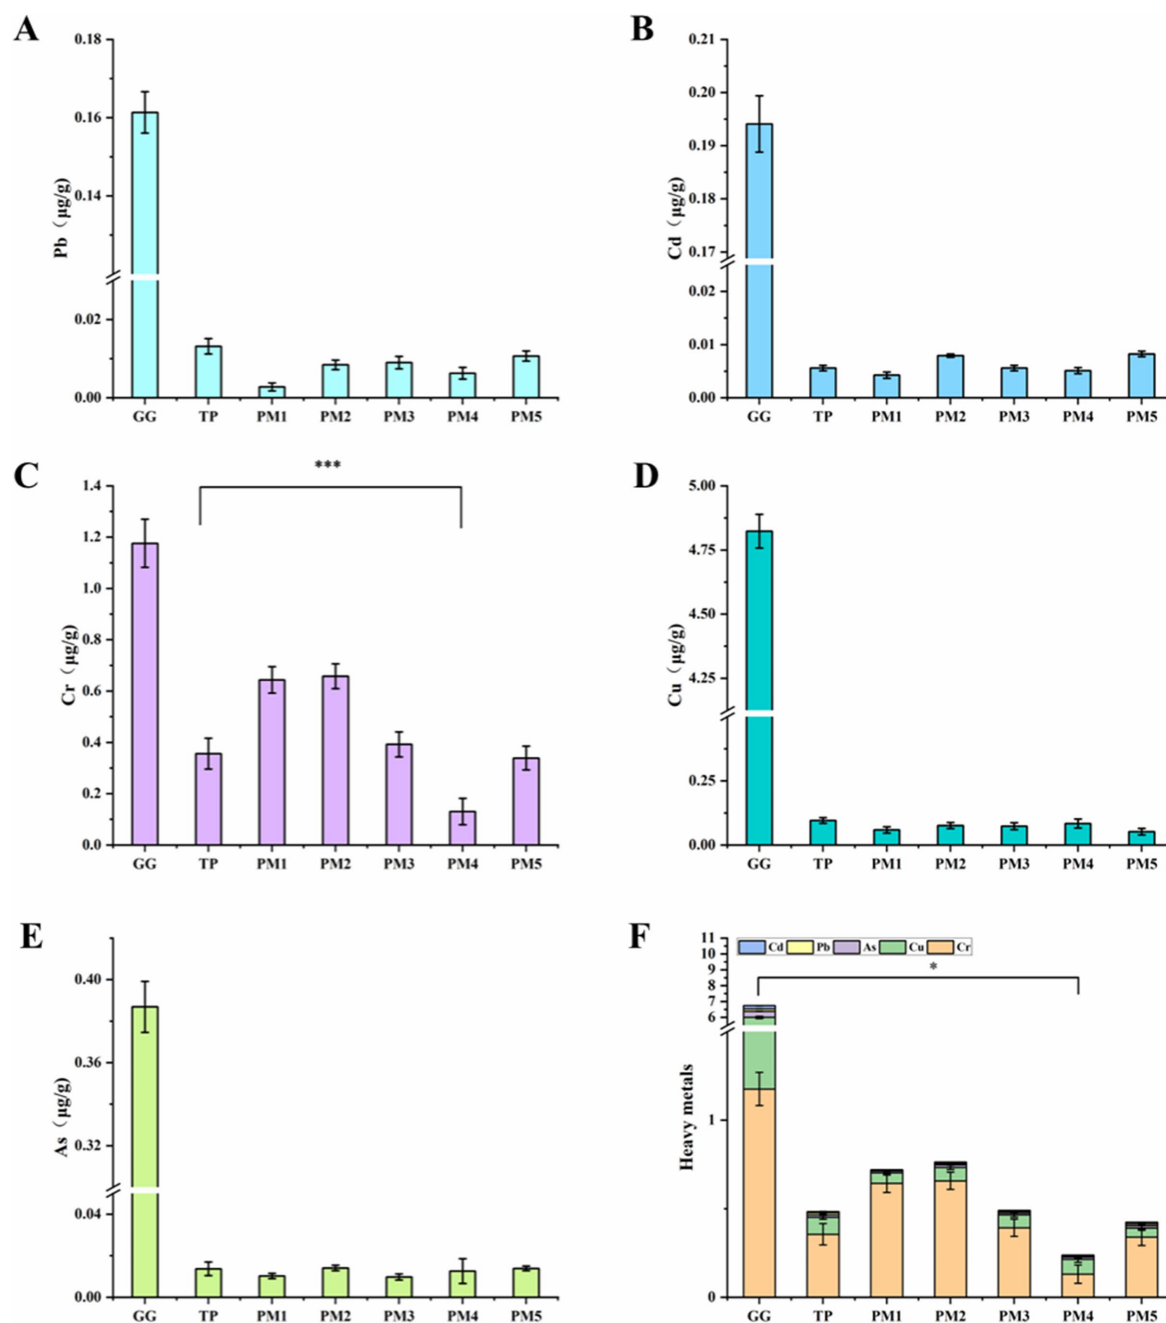 A
Pb（μg/g）
0.18
0.16
0.14
0.02
0.00
GG TP PM1 PM2 PM3 PM4 PM5
B
Cd（μg/g）
0.21
0.20
0.19
0.18
0.17
0.02
0.01
0.00
GG TP PM1 PM2 PM3 PM4 PM5
C
***
Cr（μg/g）
1.4
1.2
1.0
0.8
0.6
0.4
0.2
0.0
GG TP PM1 PM2 PM3 PM4 PM5
D
Cu（μg/g）
5.00
4.75
4.50
4.25
0.25
0.00
GG TP PM1 PM2 PM3 PM4 PM5
E
As（μg/g）
0.40
0.36
0.32
0.04
0.00
GG TP PM1 PM2 PM3 PM4 PM5
F
Cd Pb As Cu Cr
*
Heavy metals
11
10
9
8
7
6
1
0
GG TP PM1 PM2 PM3 PM4 PM5